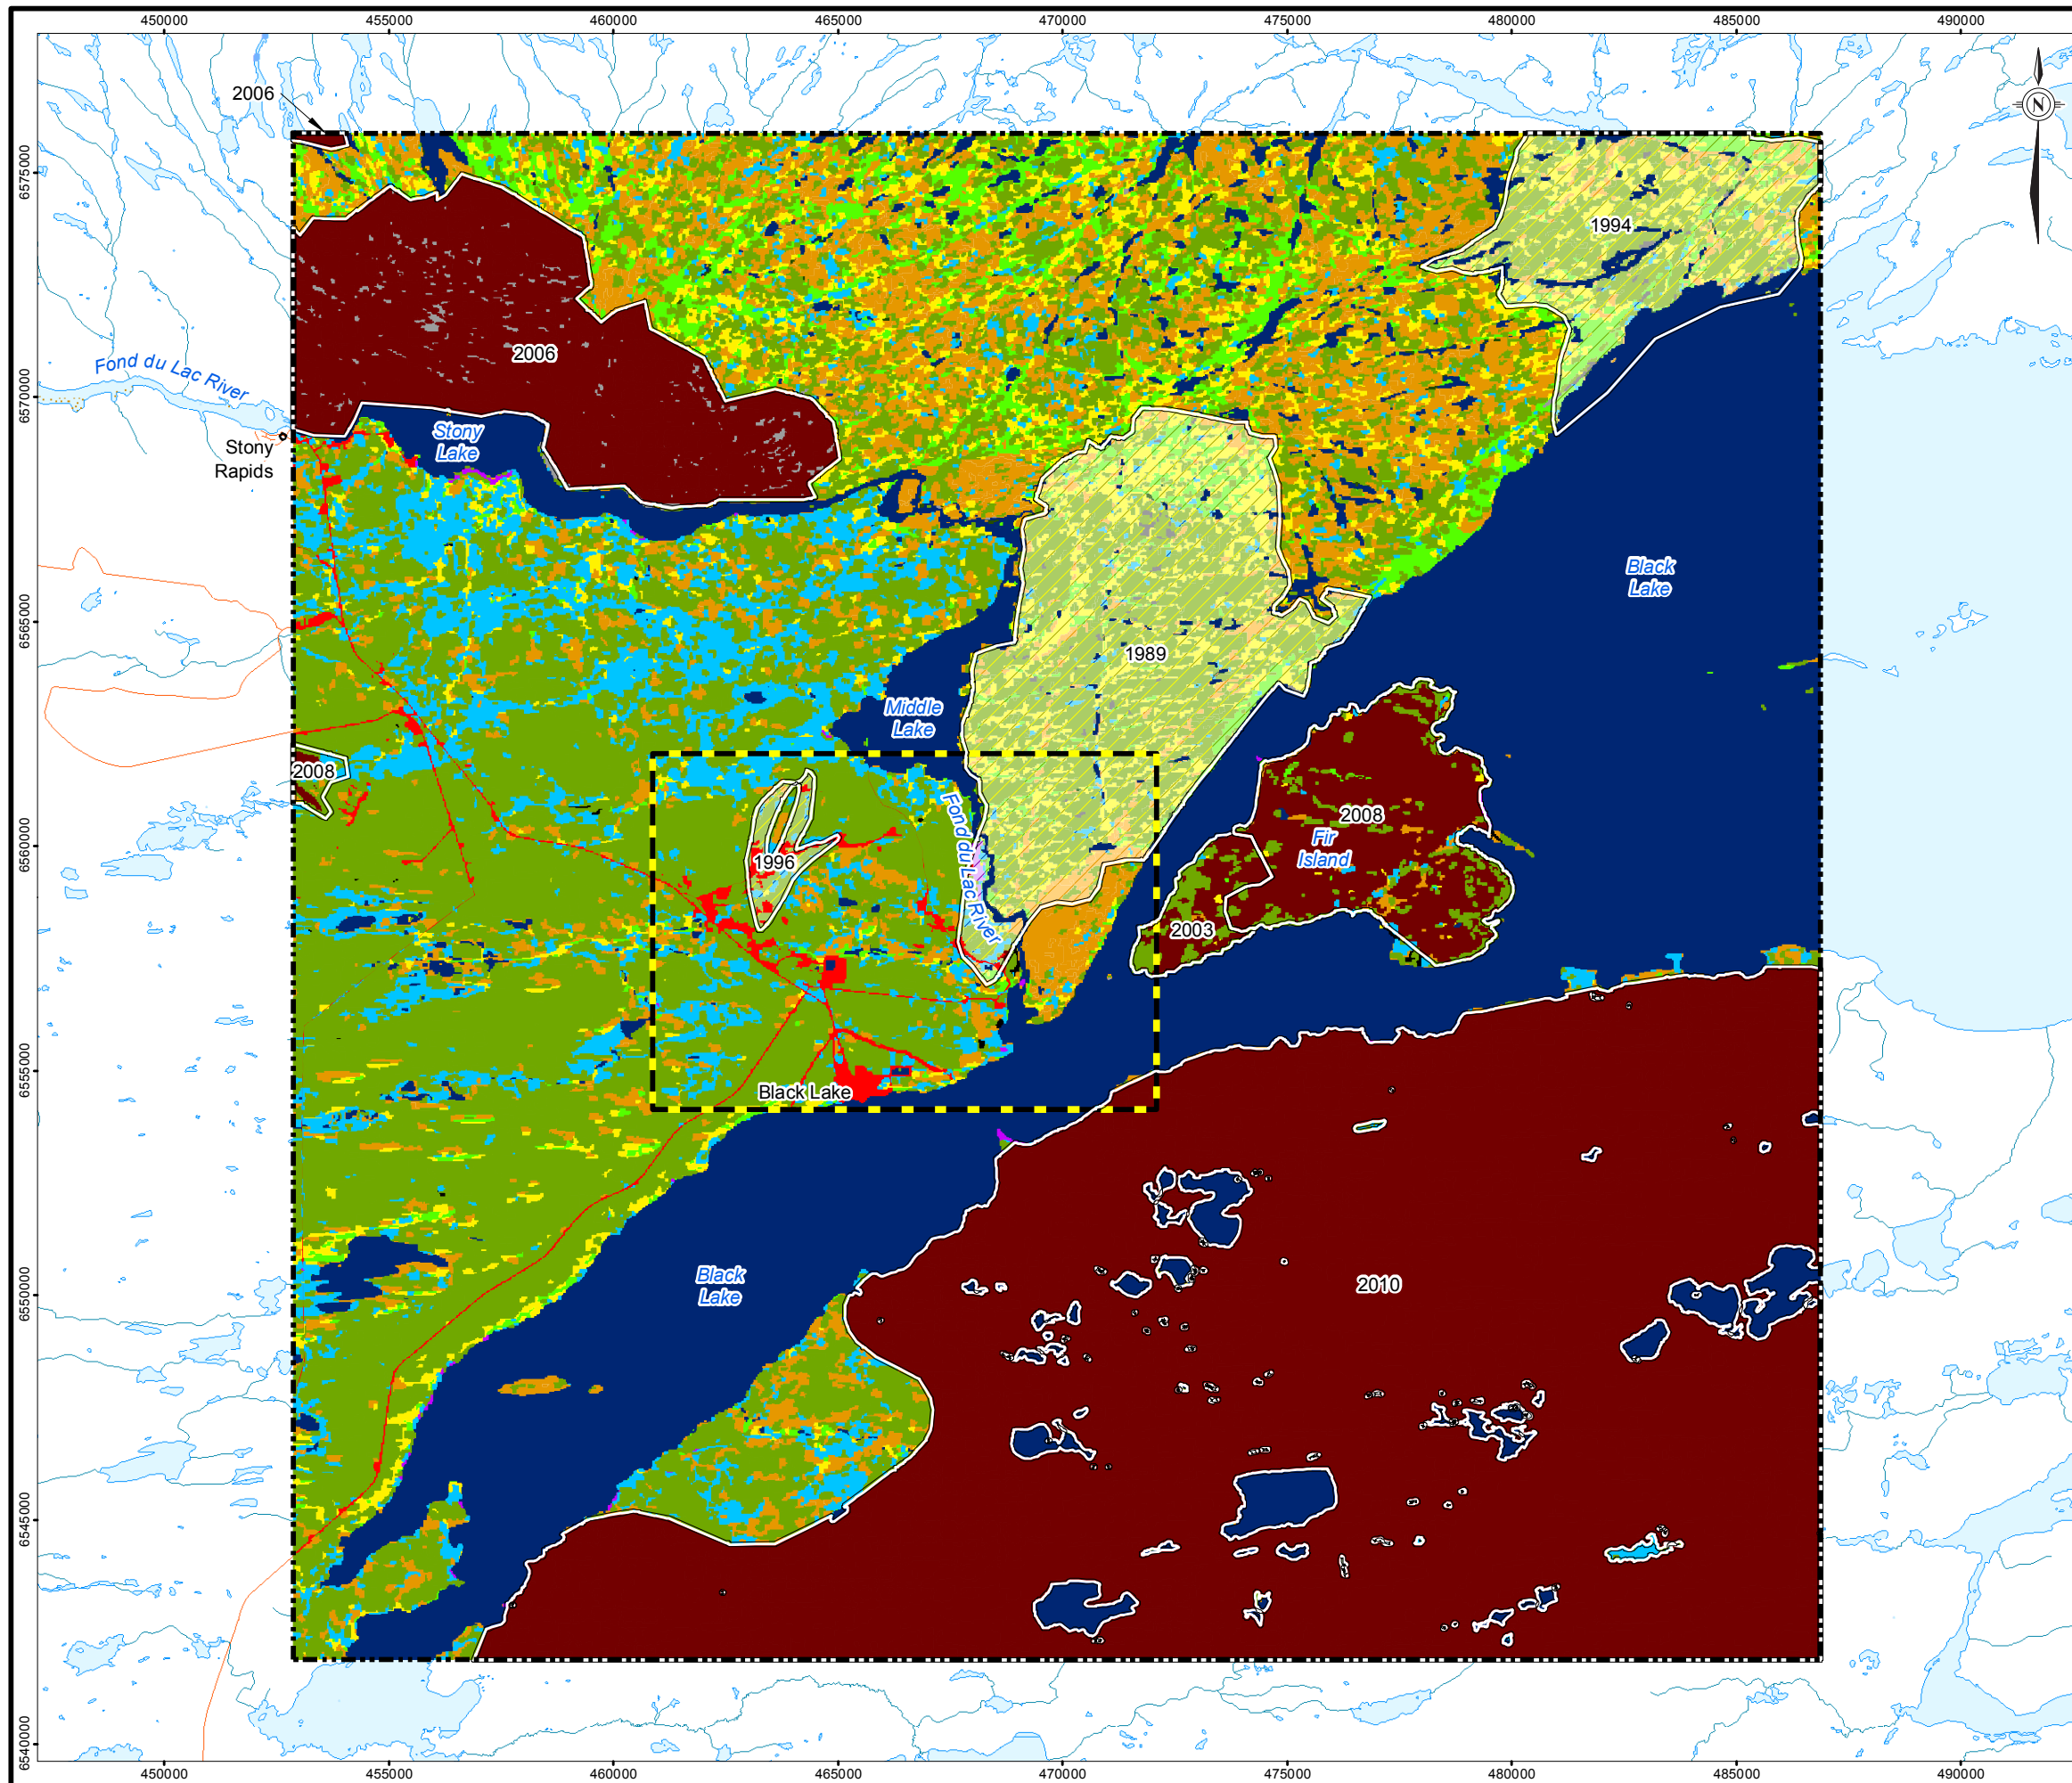 450000 455000 460000 465000 470000 475000 480000 485000 490000
2006
N
6575000
1994
2006
Fond du Lac River
6570000
Stony
Lake
Stony
Rapids
Black
Lake
6565000
1989
Middle
Lake
2008
2008
Fond du Lac River
Fir
Island
6560000
1996
2003
6555000
Black Lake
Black
Lake
2010
6550000
6545000
6540000
450000 455000 460000 465000 470000 475000 480000 485000 490000